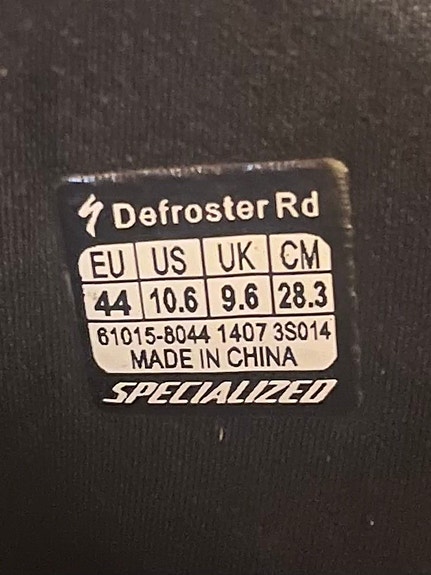 Defroster Rd
EU US UK CM
44 10.6 9.6 28.3
61015-8044 1407 3S014
MADE IN CHINA
SPECIALIZED